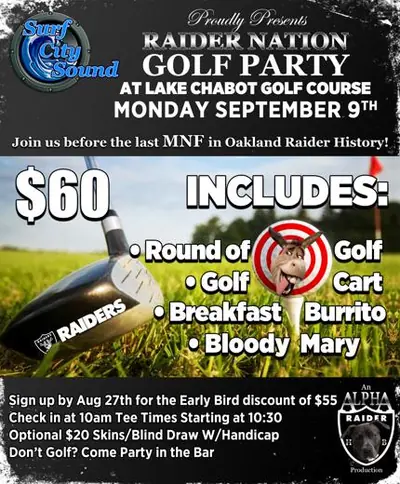 Surf
City
Sound
Proudly Presents
RAIDER NATION
GOLF PARTY
AT LAKE CHABOT GOLF COURSE
MONDAY SEPTEMBER 9TH
Join us before the last MNF in Oakland Raider History!
$60 INCLUDES:
• Round of Golf
• Golf Cart
• Breakfast Burrito
• Bloody Mary
RAIDERS
Sign up by Aug 27th for the Early Bird discount of $55
Check in at 10am Tee Times Starting at 10:30
Optional $20 Skins/Blind Draw W/Handicap
Don't Golf? Come Party in the Bar
An
ALPHA
RAIDER
Production